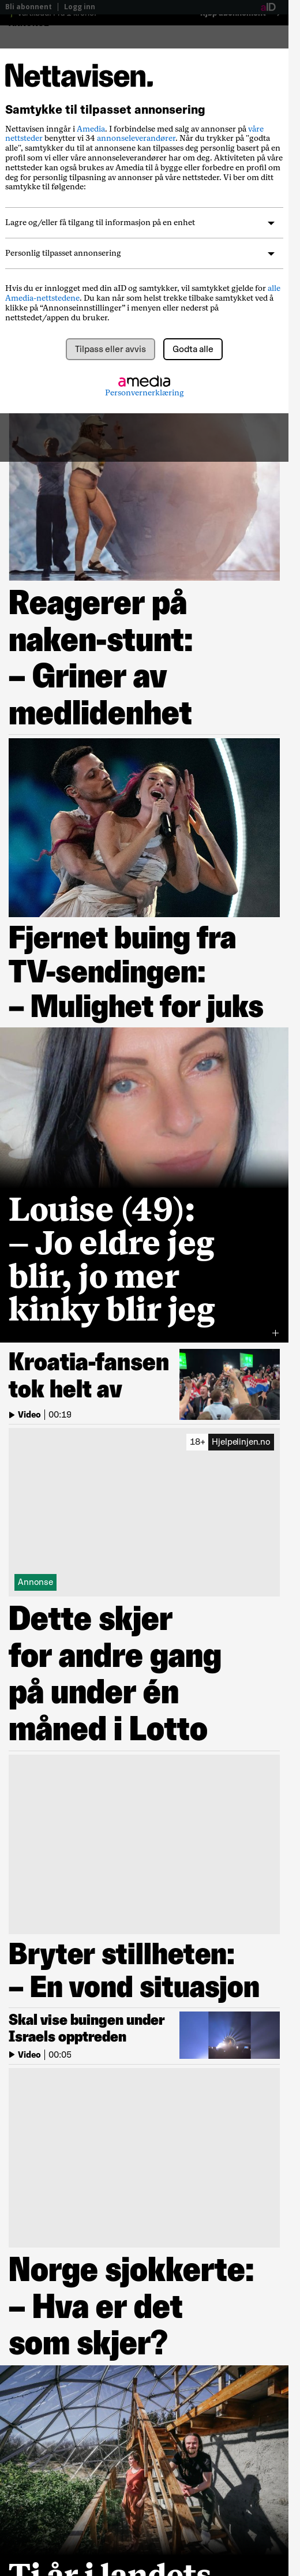 Bli abonnent | Logg inn
aID
Nettavisen.
Samtykke til tilpasset annonsering
Nettavisen inngår i Amedia. I forbindelse med salg av annonser på våre
nettsteder benytter vi 34 annonseleverandører. Når du trykker på "godta
alle", samtykker du til at annonsene kan tilpasses deg personlig basert på en
profil som vi eller våre annonseleverandører har om deg. Aktiviteten på våre
nettsteder kan også brukes av Amedia til å bygge eller forbedre en profil om
deg for personlig tilpasning av annonser på våre nettsteder. Vi ber om ditt
samtykke til følgende:
Lagre og/eller få tilgang til informasjon på en enhet
Personlig tilpasset annonsering
Hvis du er innlogget med din aID og samtykker, vil samtykket gjelde for alle
Amedia-nettstedene. Du kan når som helst trekke tilbake samtykket ved å
klikke på "Annonseinnstillinger" i menyen eller nederst på
nettstedet/appen du bruker.
Tilpass eller avvis
Godta alle
amedia
Personvernerklæring
Reagerer på
naken-stunt:
– Griner av
medlidenhet
Fjernet buing fra
TV-sendingen:
– Mulighet for juks
Louise (49):
– Jo eldre jeg
blir, jo mer
kinky blir jeg
Kroatia-fansen
tok helt av
Video | 00:19
18+ Hjelpelinjen.no
Annonse
Dette skjer
for andre gang
på under én
måned i Lotto
Bryter stillheten:
– En vond situasjon
Skal vise buingen under
Israels opptreden
Video | 00:05
Norge sjokkerte:
– Hva er det
som skjer?
Ti år i landets